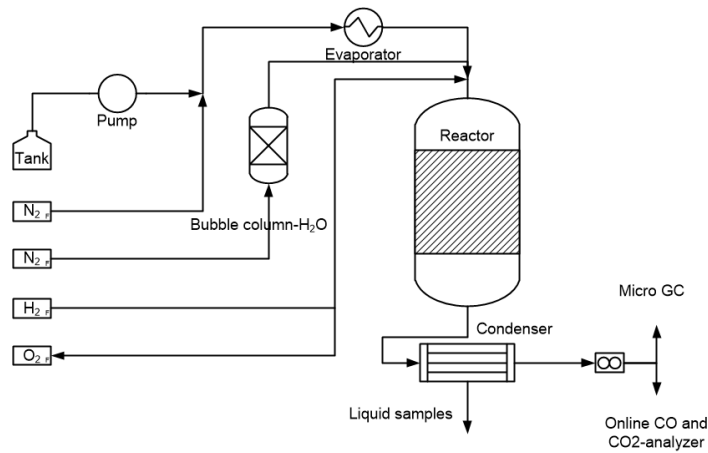 Evaporator
Pump
Reactor
Tank
N2 F
Bubble column-H2O
N2 F
H2 F
Micro GC
Condenser
O2 F
Liquid samples
Online CO and
CO2-analyzer